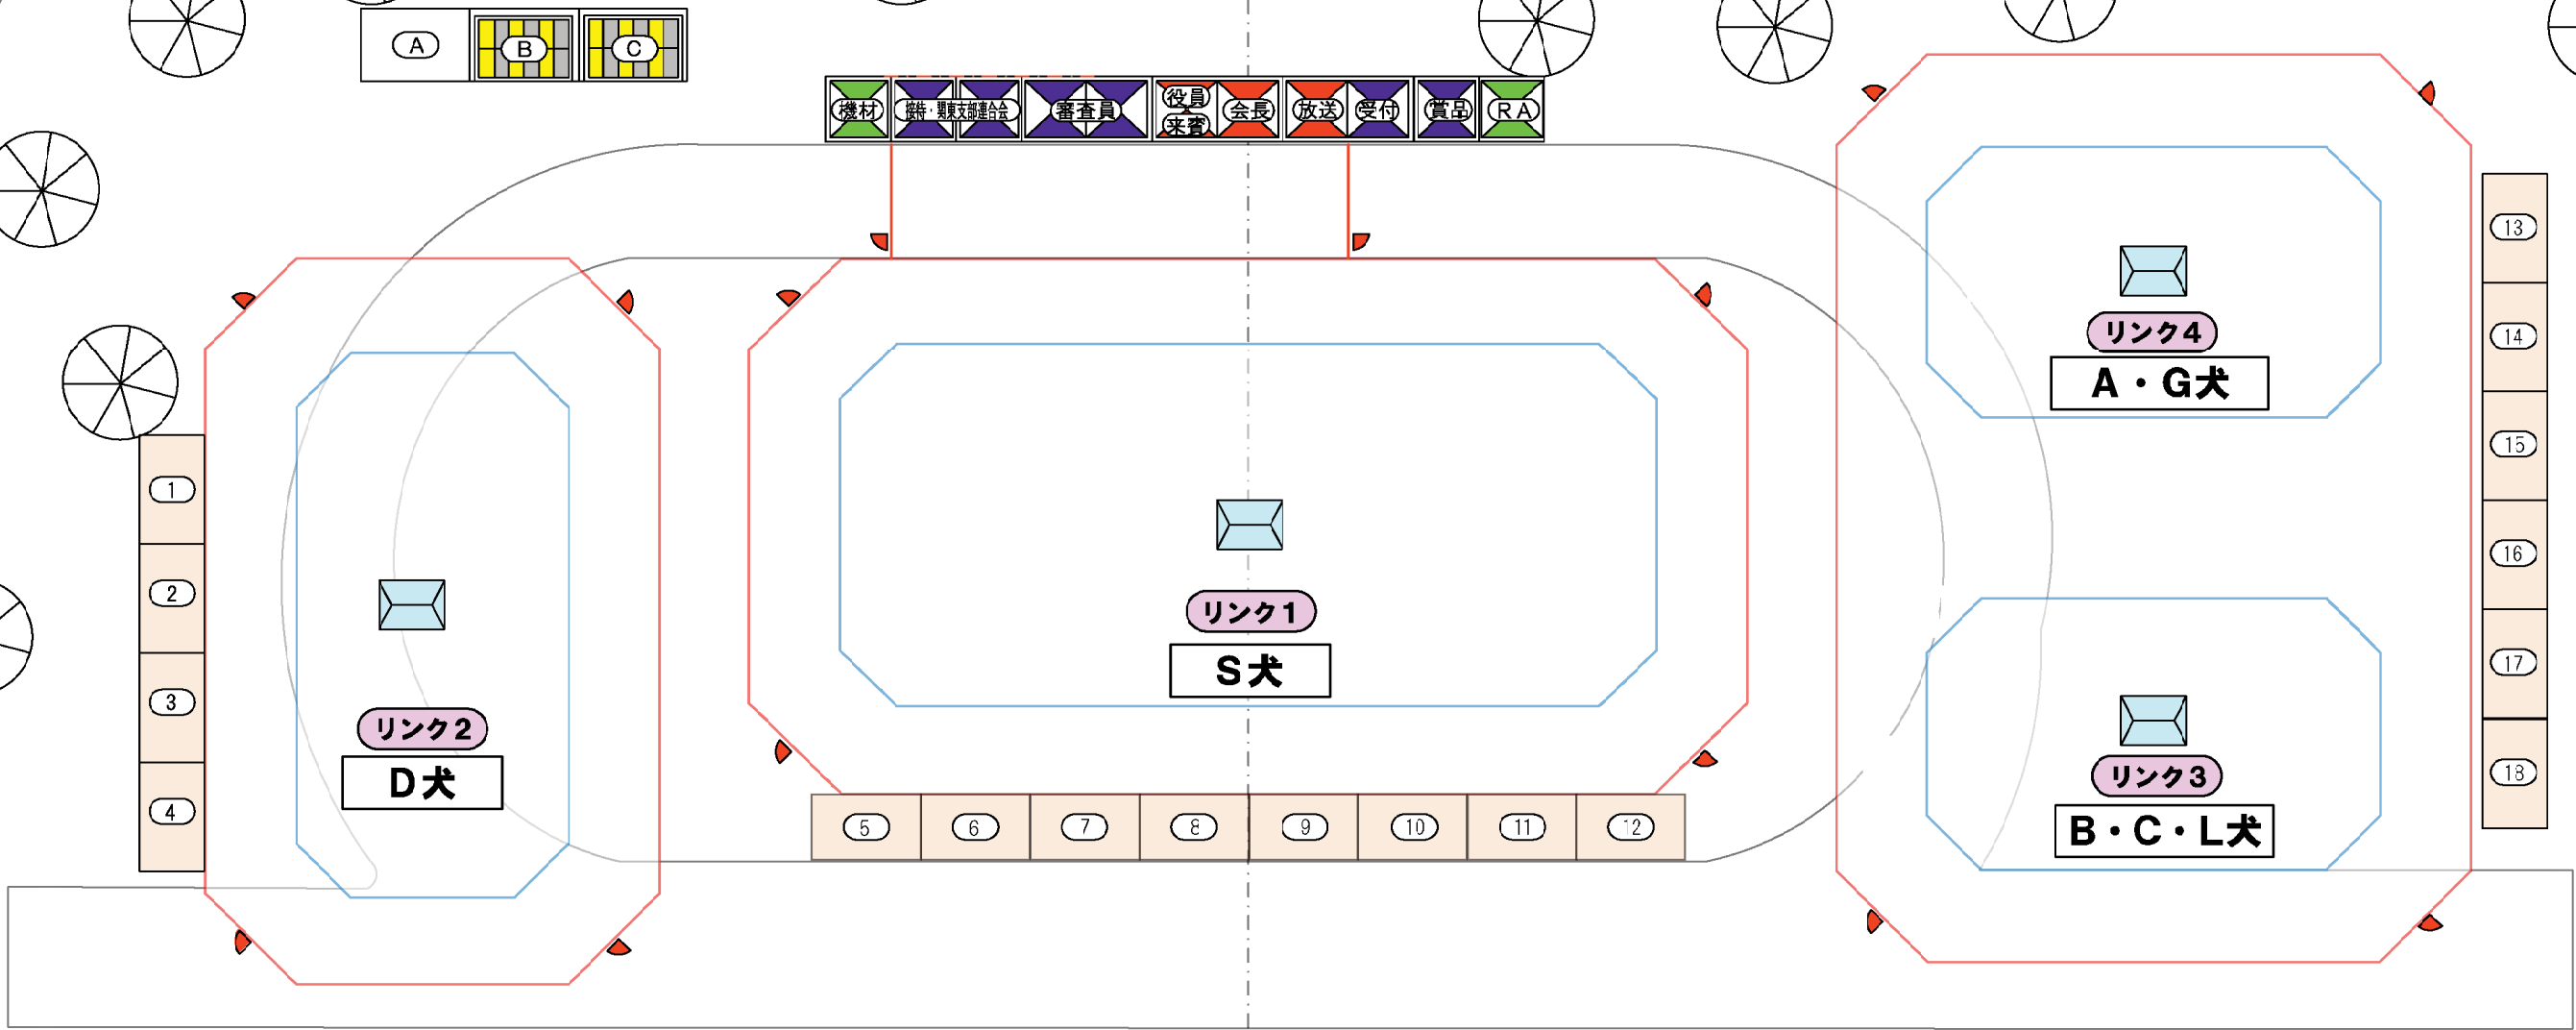 A
B
C
機材
接待・関東支部連合会
審査員
役員
来賓
会長
放送
受付
賞品
RA
1
2
3
4
リンク2
D犬
リンク1
S犬
5
6
7
8
9
10
11
12
リンク4
A・G犬
リンク3
B・C・L犬
13
14
15
16
17
18